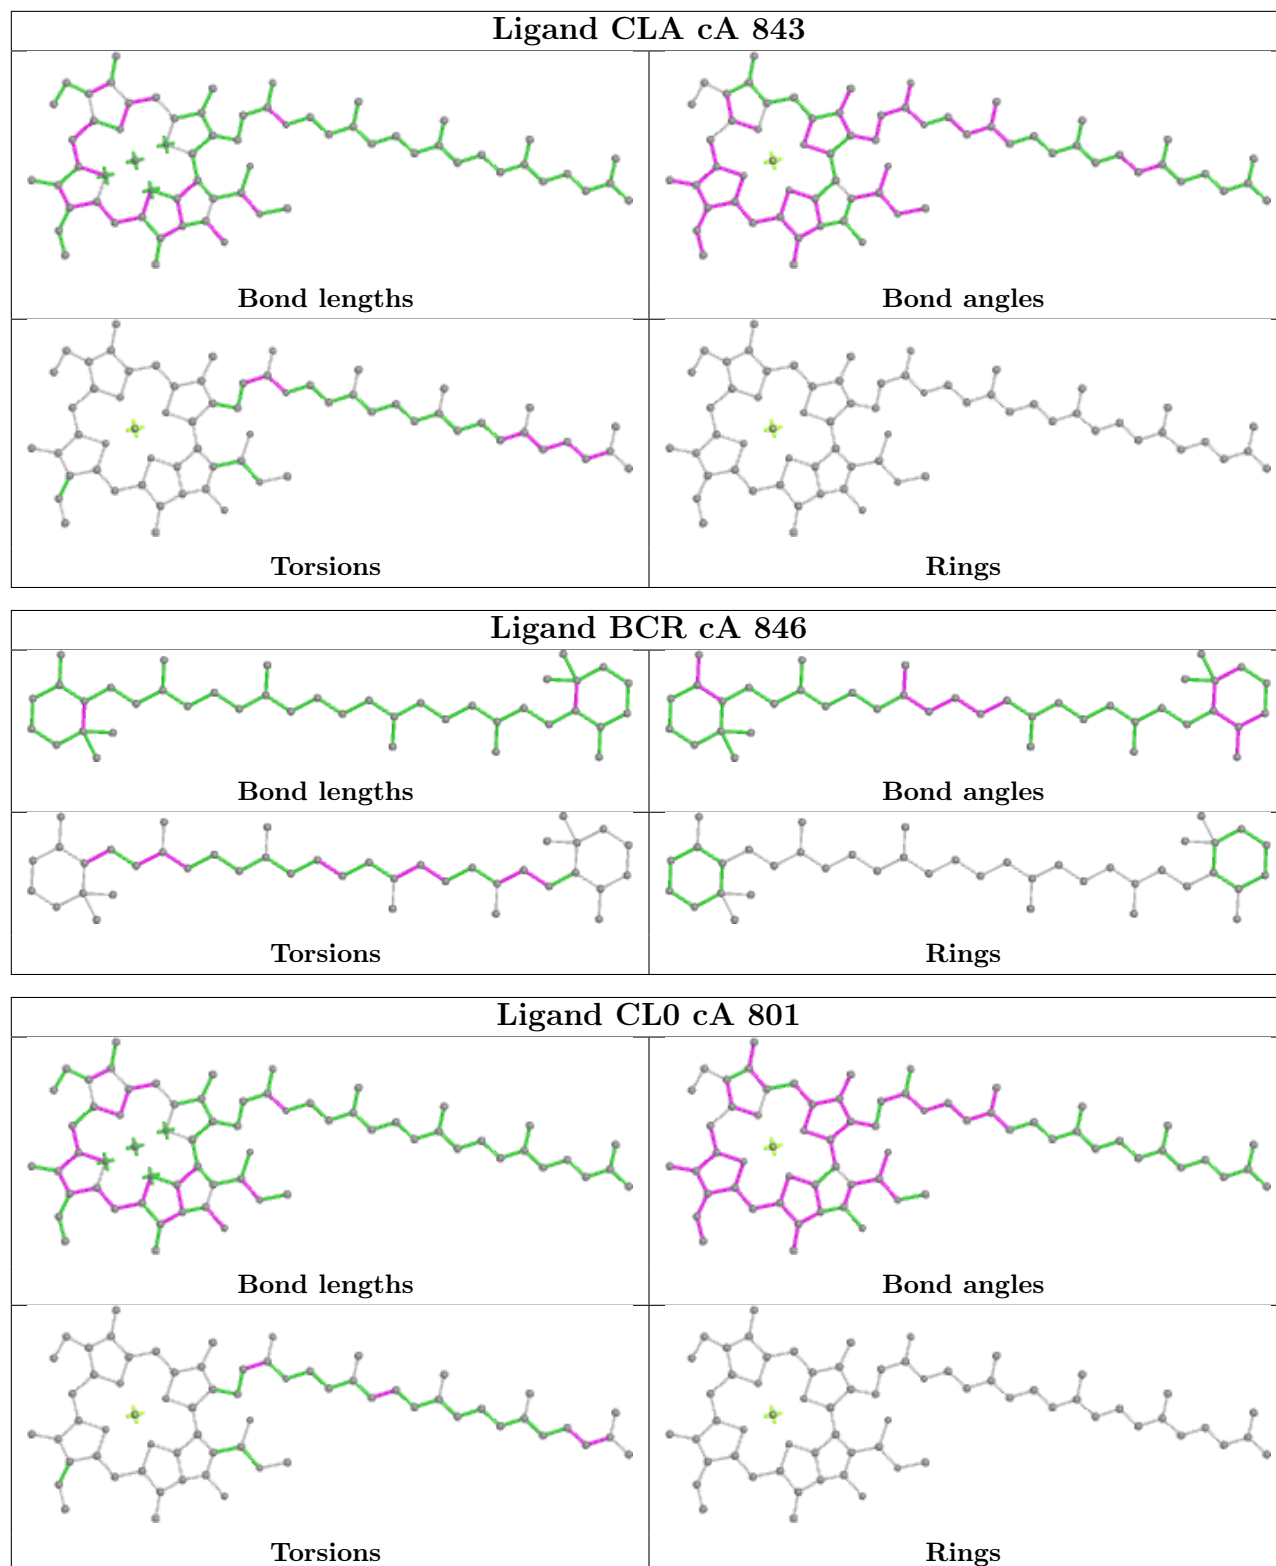 Ligand CLA cA 843
Bond lengths
Bond angles
Torsions
Rings
Ligand BCR cA 846
Bond lengths
Bond angles
Torsions
Rings
Ligand CL0 cA 801
Bond lengths
Bond angles
Torsions
Rings